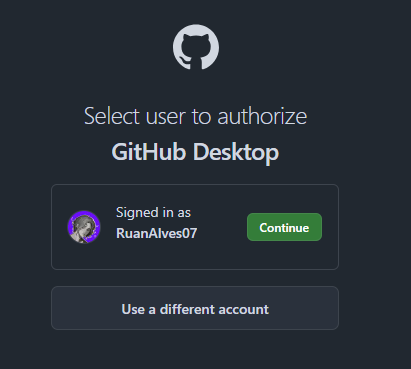 Select user to authorize
GitHub Desktop
Signed in as
RuanAlves07
Continue
Use a different account